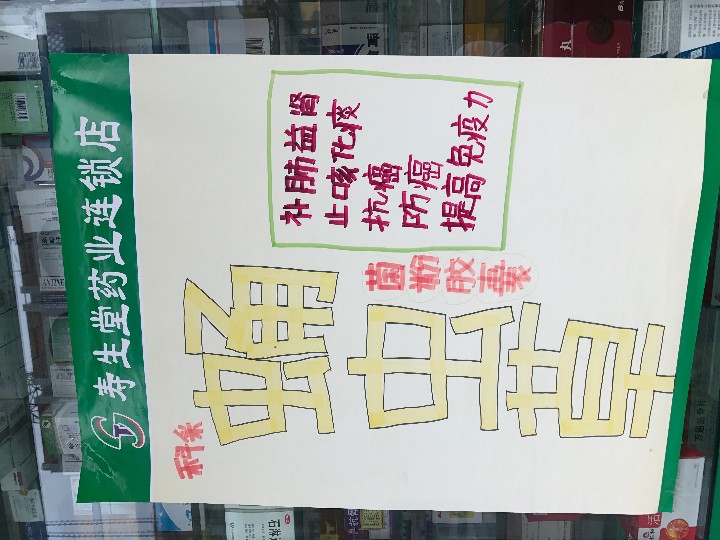 寿生堂药业连锁店
科余
蛹虫草
菌粉胶囊
补肺益肾
止咳化痰
抗癌
防癌
提高免疫力